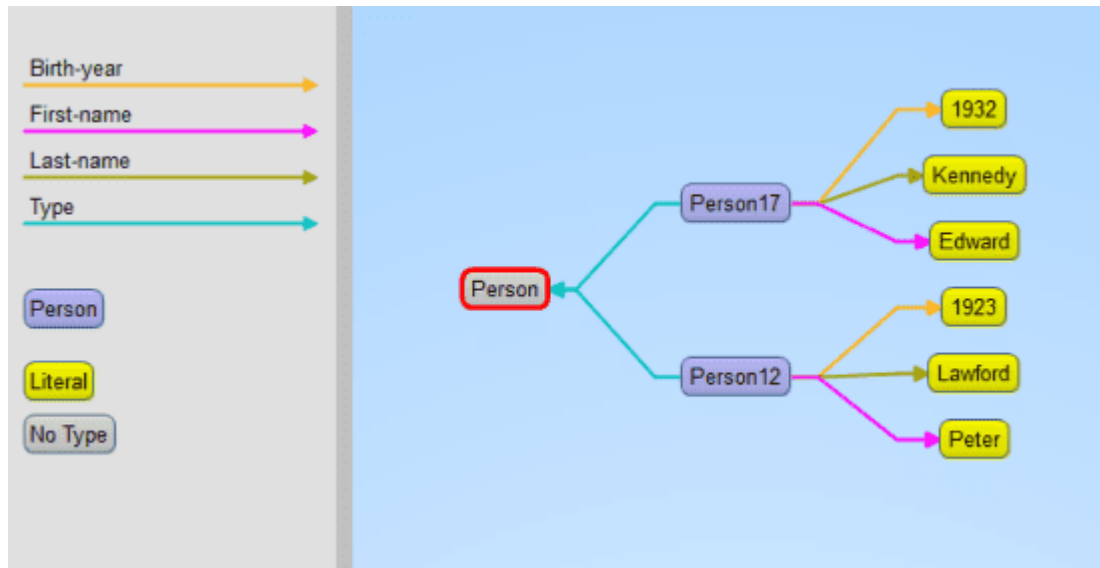 Birth-year
First-name
Last-name
Type
Person
Literal
No Type
Person
Person17
1932
Kennedy
Edward
Person12
1923
Lawford
Peter